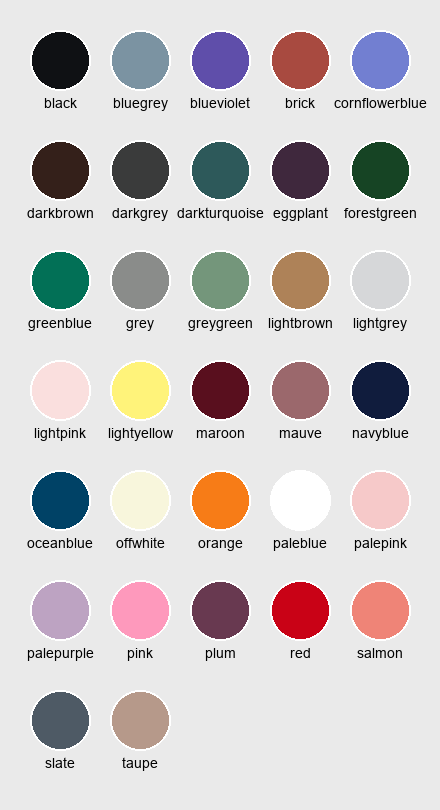 black bluegrey blueviolet brick cornflowerblue
darkbrown darkgrey darkturquoise eggplant forestgreen
greenblue grey greygreen lightbrown lightgrey
lightpink lightyellow maroon mauve navyblue
oceanblue offwhite orange paleblue palepink
palepurple pink plum red salmon
slate taupe